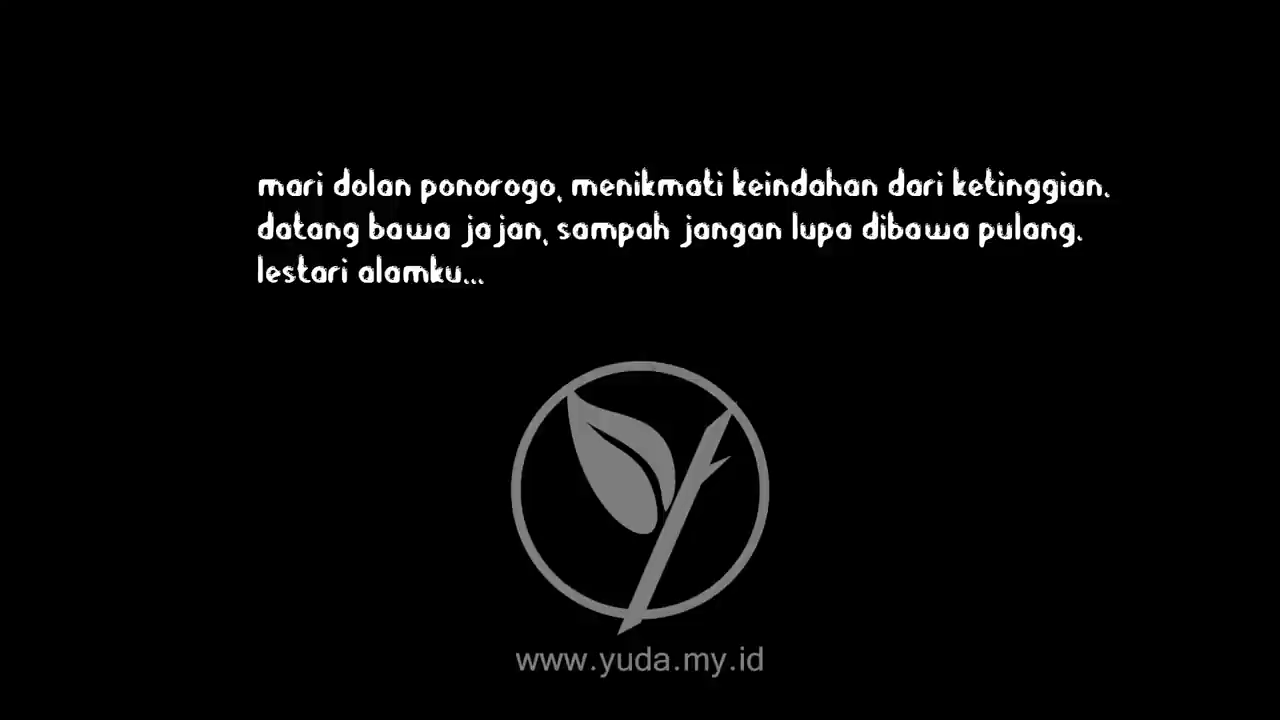 mari dolan ponorogo, menikmati keindahan dari ketinggian.
datang bawa jajan, sampah jangan lupa dibawa pulang.
lestari alamku...
www.yuda.my.id